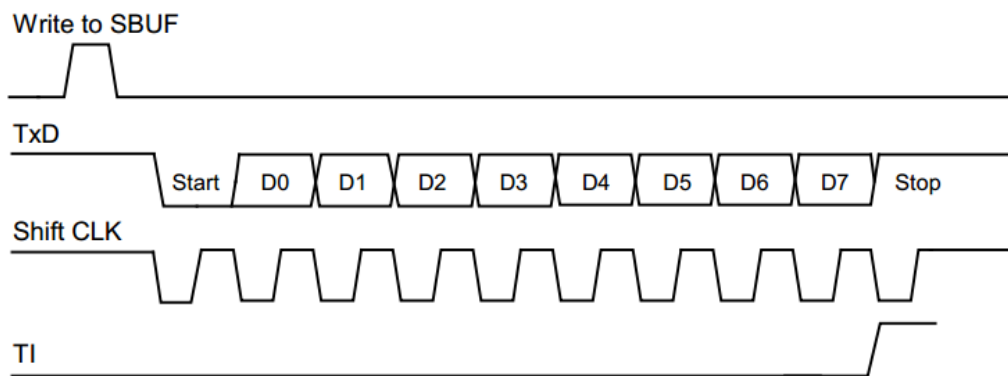 Write to SBUF
TxD
Start D0 D1 D2 D3 D4 D5 D6 D7 Stop
Shift CLK
TI